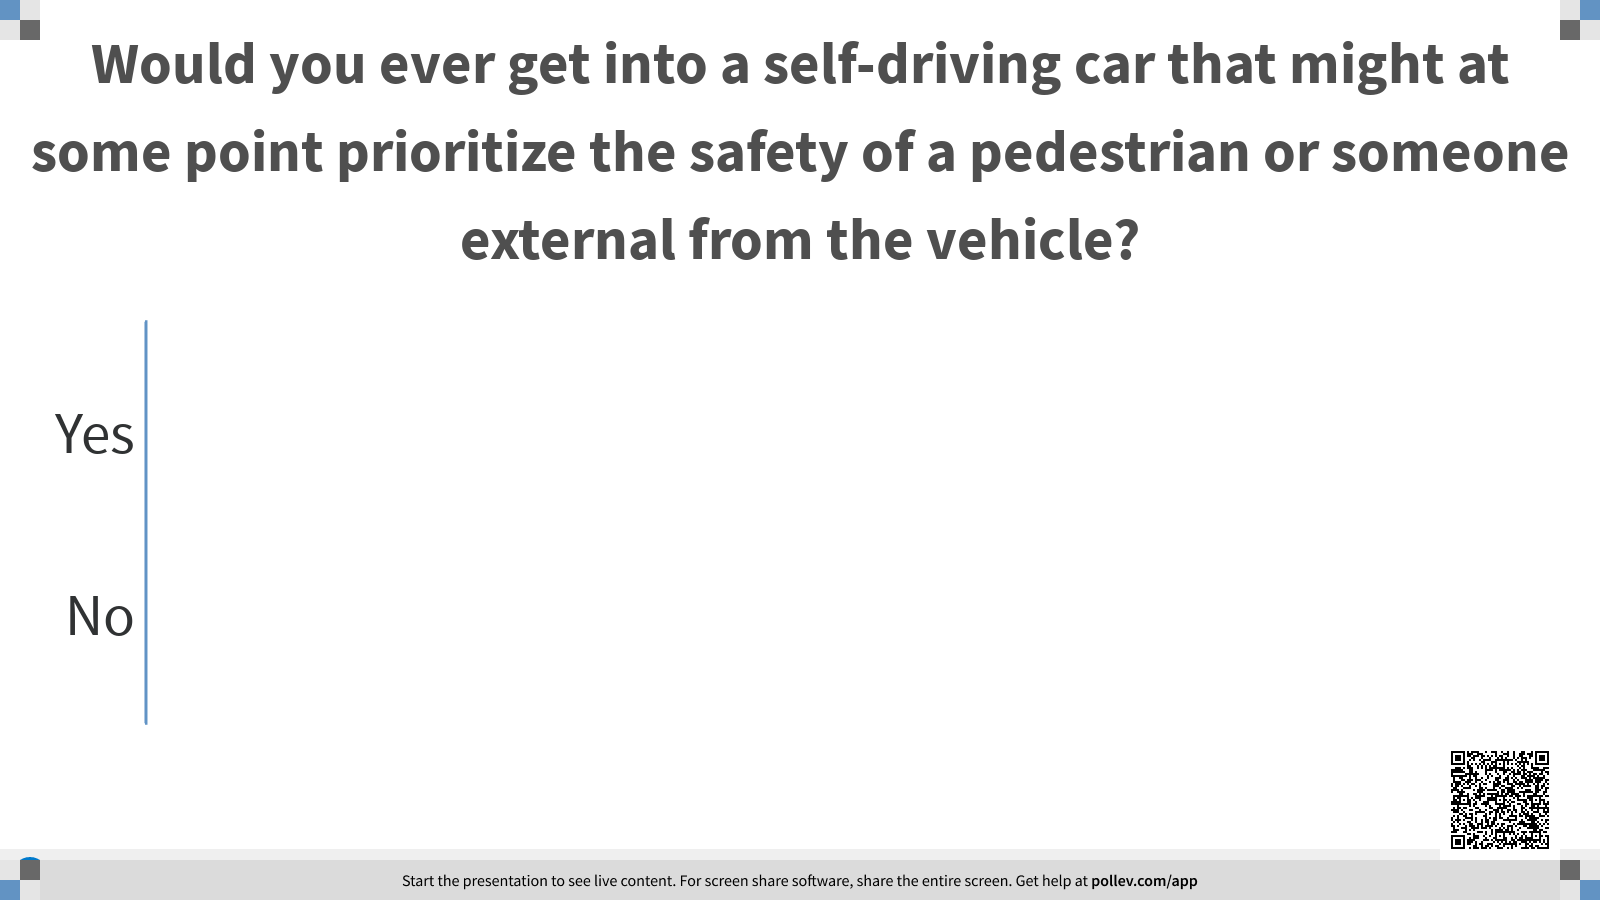 Would you ever get into a self-driving car that might at
some point prioritize the safety of a pedestrian or someone
external from the vehicle?
Yes
No
Start the presentation to see live content. For screen share software, share the entire screen. Get help at pollev.com/app